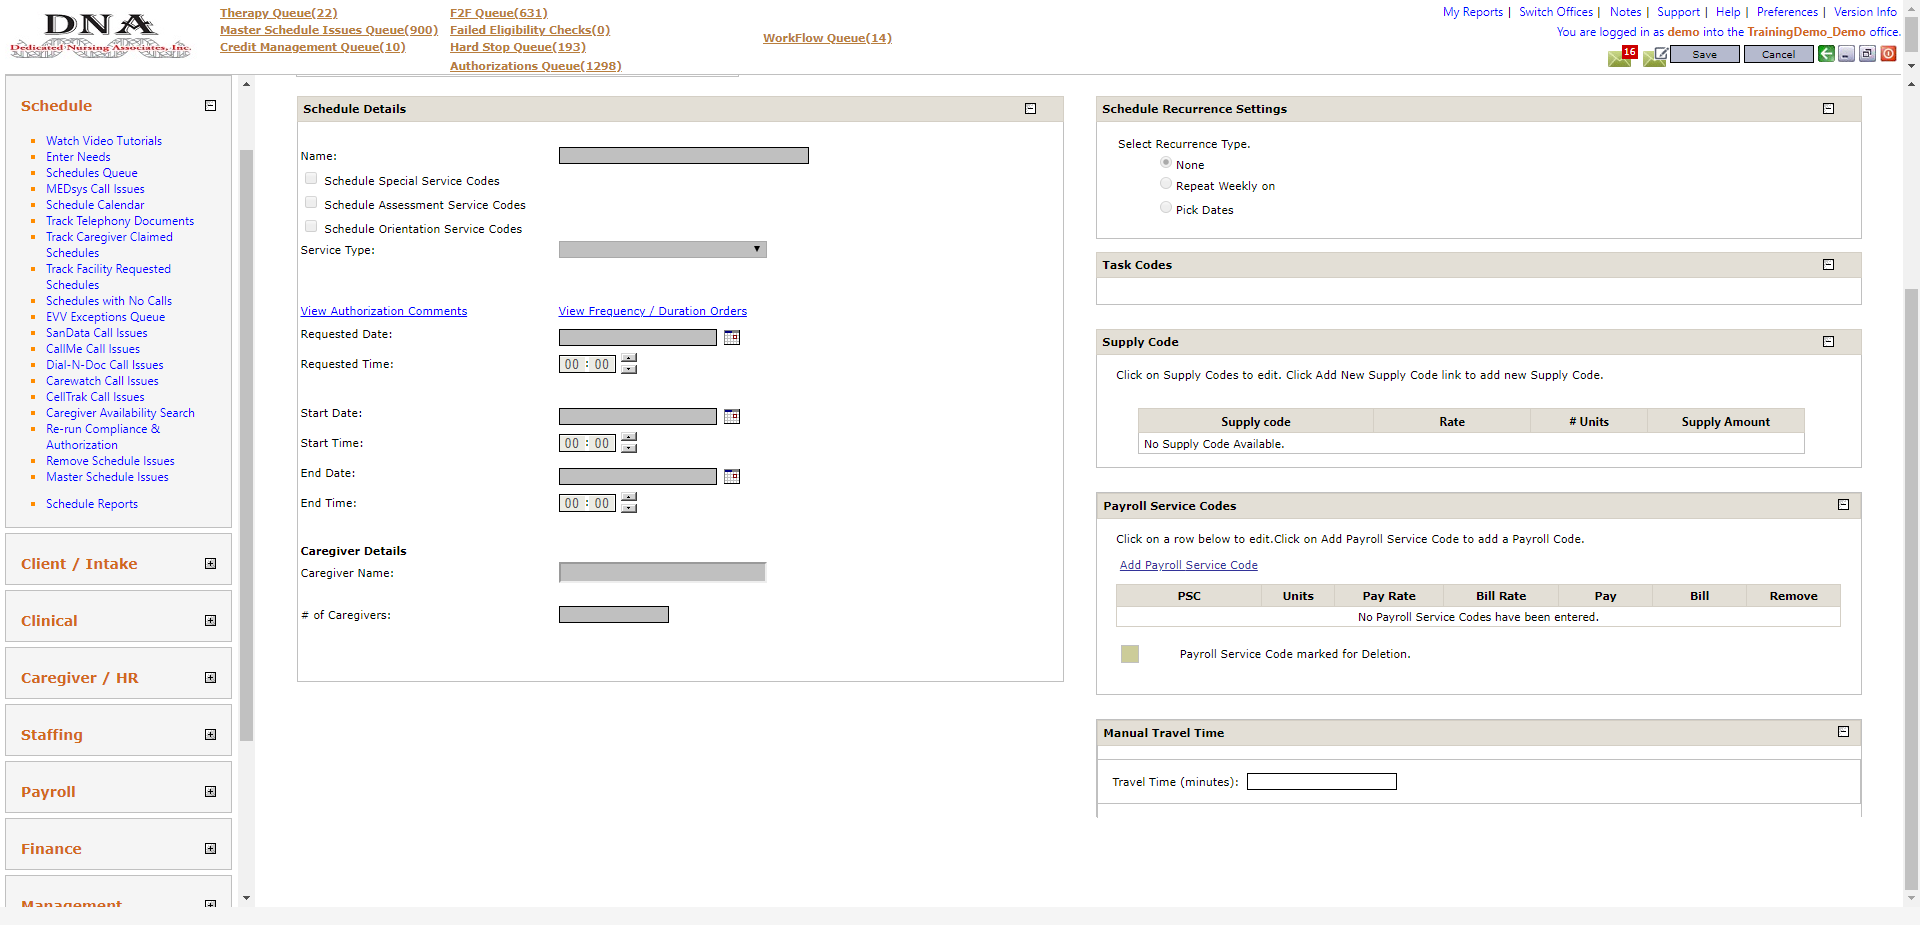 DNA
Dedicated Nursing Associates, Inc.
Therapy Queue(22)
Master Schedule Issues Queue(900)
Credit Management Queue(10)
F2F Queue(631)
Failed Eligibility Checks(0)
Hard Stop Queue(193)
Authorizations Queue(1298)
WorkFlow Queue(14)
My Reports | Switch Offices | Notes | Support | Help | Preferences | Version Info
You are logged in as demo into the TrainingDemo_Demo office.
16
Save
Cancel
Schedule
Watch Video Tutorials
Enter Needs
Schedules Queue
MEDsys Call Issues
Schedule Calendar
Track Telephony Documents
Track Caregiver Claimed
Schedules
Track Facility Requested
Schedules
Schedules with No Calls
EVV Exceptions Queue
SanData Call Issues
CallMe Call Issues
Dial-N-Doc Call Issues
Carewatch Call Issues
CellTrak Call Issues
Caregiver Availability Search
Re-run Compliance &
Authorization
Remove Schedule Issues
Master Schedule Issues
Schedule Reports
Client / Intake
Clinical
Caregiver / HR
Staffing
Payroll
Finance
Management
Schedule Details
Name:
Schedule Special Service Codes
Schedule Assessment Service Codes
Schedule Orientation Service Codes
Service Type:
View Authorization Comments
View Frequency / Duration Orders
Requested Date:
Requested Time:
00 : 00
Start Date:
Start Time:
00 : 00
End Date:
End Time:
00 : 00
Caregiver Details
Caregiver Name:
# of Caregivers:
Schedule Recurrence Settings
Select Recurrence Type.
None
Repeat Weekly on
Pick Dates
Task Codes
Supply Code
Click on Supply Codes to edit. Click Add New Supply Code link to add new Supply Code.
Supply code Rate # Units Supply Amount
No Supply Code Available.
Payroll Service Codes
Click on a row below to edit.Click on Add Payroll Service Code to add a Payroll Code.
Add Payroll Service Code
PSC Units Pay Rate Bill Rate Pay Bill Remove
No Payroll Service Codes have been entered.
Payroll Service Code marked for Deletion.
Manual Travel Time
Travel Time (minutes):